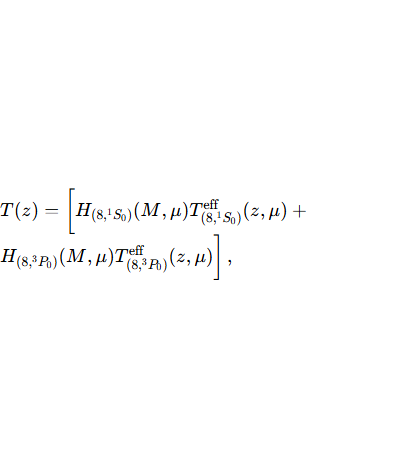 T(z) = [H_{(8,^1S_0)}(M, μ)T^{eff}_{(8,^1S_0)}(z, μ) +
H_{(8,^3P_0)}(M, μ)T^{eff}_{(8,^3P_0)}(z, μ)],